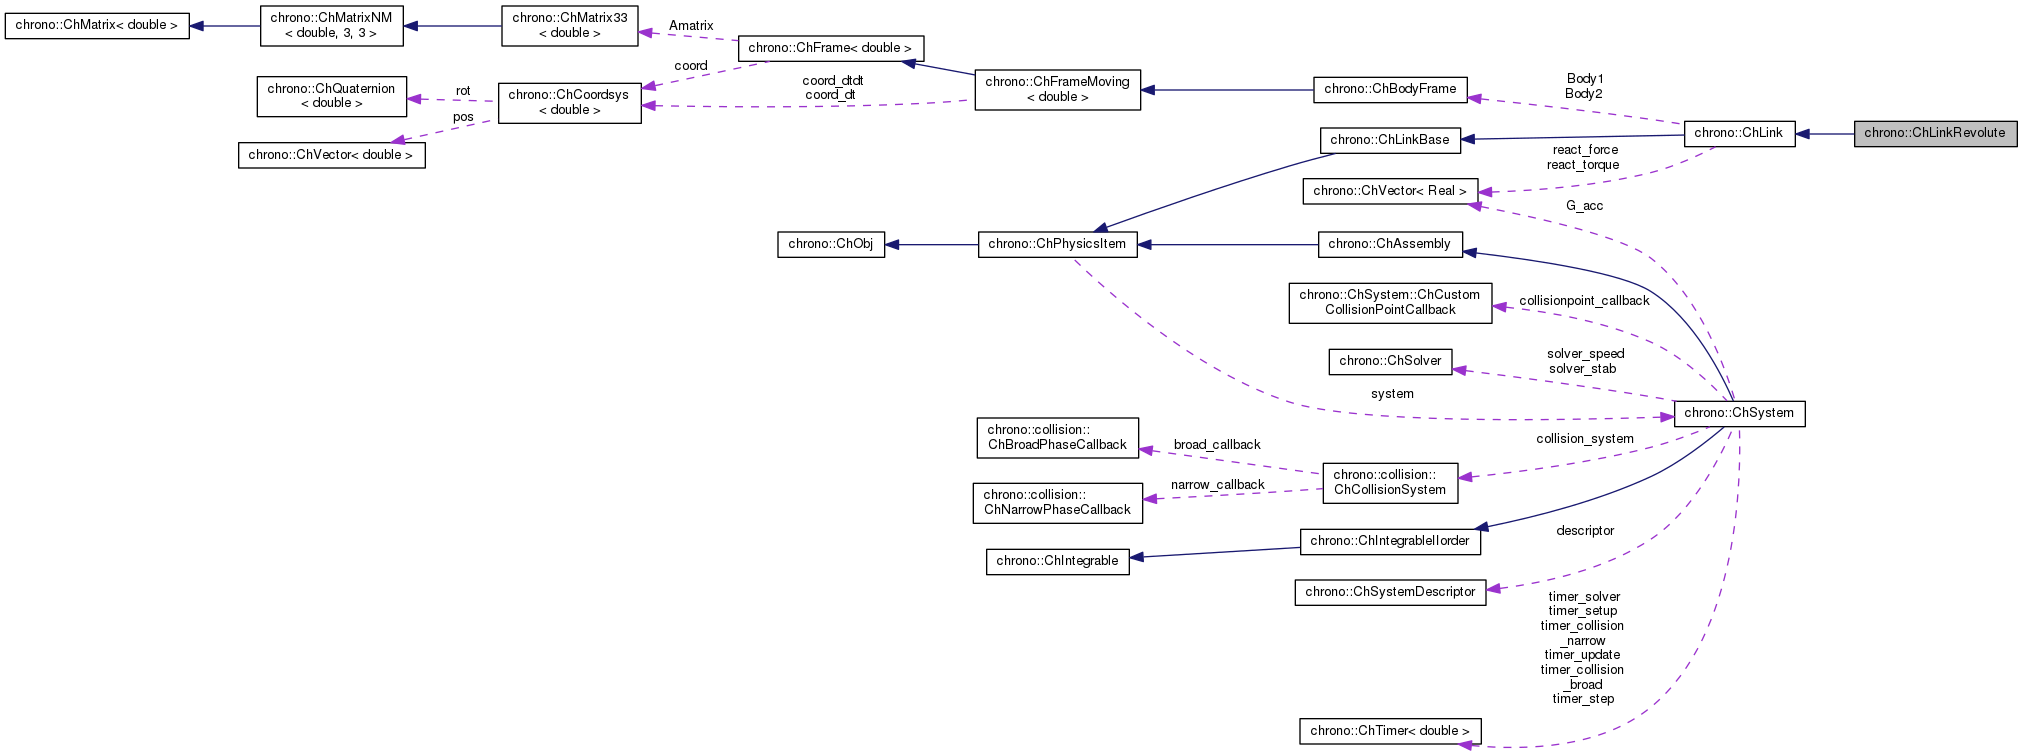 chrono::ChMatrix< double >
chrono::ChMatrixNM
< double, 3, 3 >
chrono::ChMatrix33
< double >
Amatrix
chrono::ChFrame< double >
coord
chrono::ChQuaternion
< double >
rot
chrono::ChCoordsys
< double >
coord_dtdt
coord_dt
chrono::ChFrameMoving
< double >
chrono::ChBodyFrame
Body1
Body2
pos
chrono::ChVector< double >
chrono::ChLinkBase
chrono::ChLink
chrono::ChLinkRevolute
react_force
react_torque
chrono::ChVector< Real >
G_acc
chrono::ChObj
chrono::ChPhysicsItem
chrono::ChAssembly
chrono::ChSystem::ChCustom
CollisionPointCallback
collisionpoint_callback
chrono::ChSolver
solver_speed
solver_stab
system
chrono::ChSystem
chrono::collision::
ChBroadPhaseCallback
broad_callback
collision_system
chrono::collision::
ChCollisionSystem
chrono::collision::
ChNarrowPhaseCallback
narrow_callback
chrono::ChIntegrable
chrono::ChIntegrableIIorder
descriptor
chrono::ChSystemDescriptor
timer_solver
timer_setup
timer_collision
_narrow
timer_update
timer_collision
_broad
timer_step
chrono::ChTimer< double >